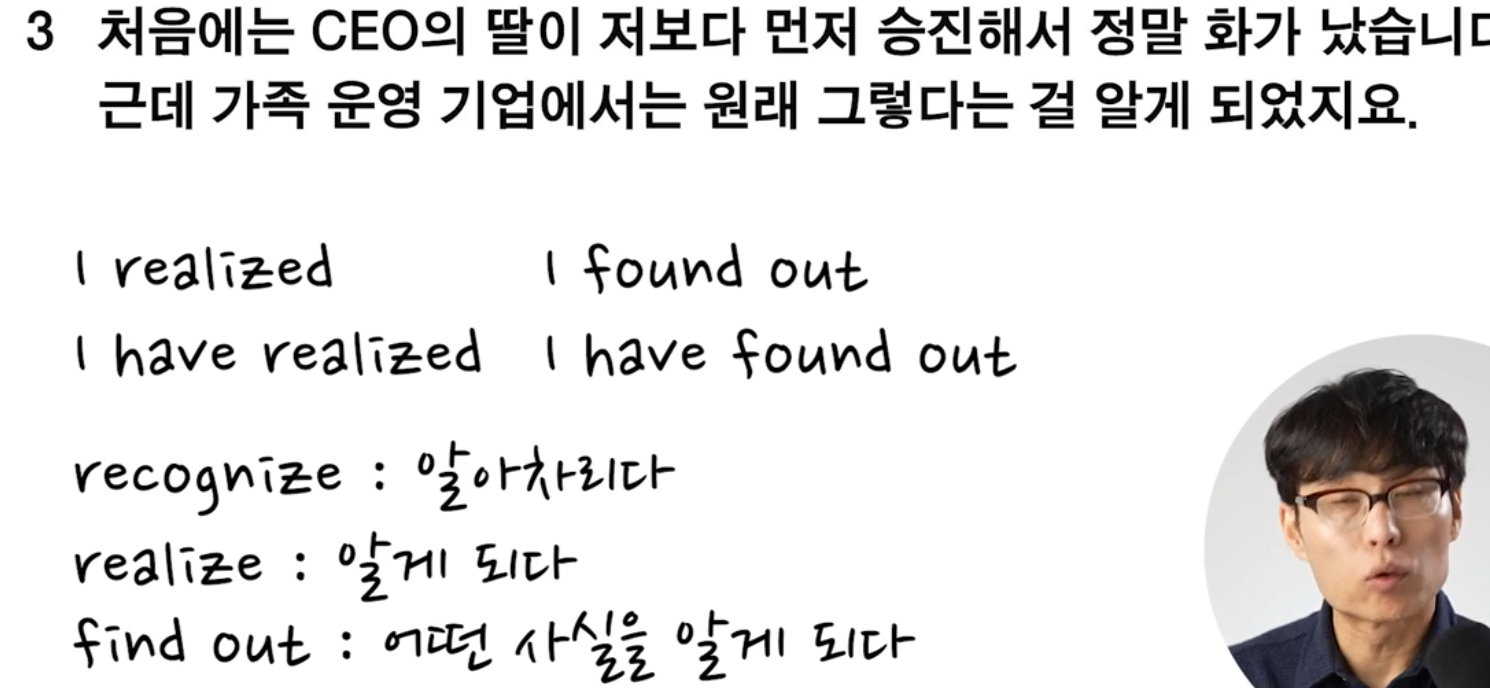 3 처음에는 CEO의 딸이 저보다 먼저 승진해서 정말 화가 났습니다
근데 가족 운영 기업에서는 원래 그렇다는 걸 알게 되었지요.
I realized I found out
I have realized I have found out
recognize : 알아차리다
realize : 알게 되다
find out : 어떤 사실을 알게 되다